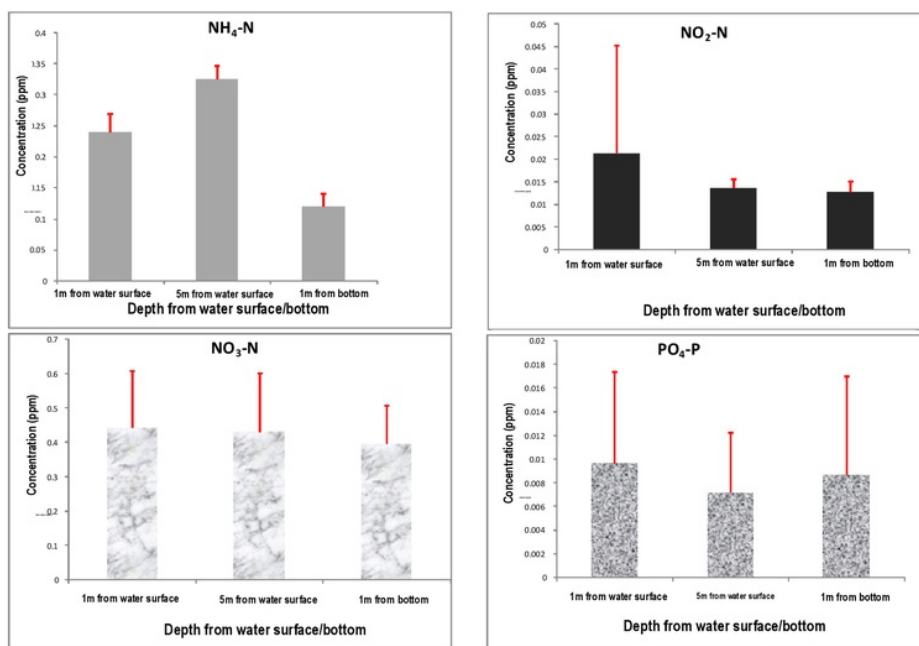 NH₄-N
Concentration (ppm)
0.4
0.35
0.3
0.25
0.2
0.15
0.1
0.05
0
1m from water surface 5m from water surface 1m from bottom
Depth from water surface/bottom
NO₂-N
Concentration (ppm)
0.05
0.045
0.04
0.035
0.03
0.025
0.02
0.015
0.01
0.005
0
1m from water surface 5m from water surface 1m from bottom
Depth from water surface/bottom
NO₃-N
Concentration (ppm)
0.7
0.6
0.5
0.4
0.3
0.2
0.1
0
1m from water surface 5m from water surface 1m from bottom
Depth from water surface/bottom
PO₄-P
Concentration (ppm)
0.02
0.018
0.016
0.014
0.012
0.01
0.008
0.006
0.004
0.002
0
1m from water surface 5m from water surface 1m from bottom
Depth from water surface/bottom